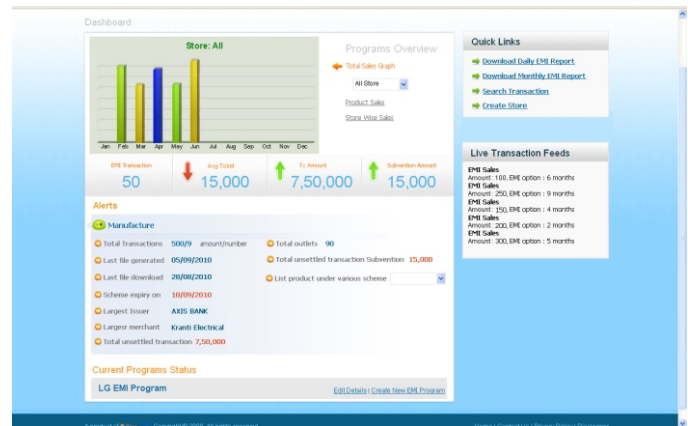 Dashboard
Store: All
Jan Feb Mar Apr May Jun Jul Aug Sep Oct Nov Dec
Programs Overview
Total Sales Graph
All Store
Product Sales
Store Wise Sales
EMI Transaction
50
Avg Ticket
15,000
Tx Amount
7,50,000
Subvention Amount
15,000
Alerts
Manufacture
Total Transactions 500/9 amount/number
Total outlets 90
Last file generated 05/09/2010
Total unsettled transaction Subvention 15,000
Last file download 20/08/2010
List product under various scheme
Scheme expiry on 10/09/2010
Largest Issuer AXIS BANK
Largesr merchant Kranti Electrical
Total unsettled transaction 7,50,000
Current Programs Status
LG EMI Program
Edit Details | Create New EMI Program
Quick Links
Download Daily EMI Report
Download Monthly EMI Report
Search Transaction
Create Store
Live Transaction Feeds
EMI Sales
Amount : 100, EMI option : 6 months
EMI Sales
Amount : 250, EMI option : 9 months
EMI Sales
Amount : 150, EMI option : 4 months
EMI Sales
Amount : 200, EMI option : 2 months
EMI Sales
Amount : 300, EMI option : 5 months